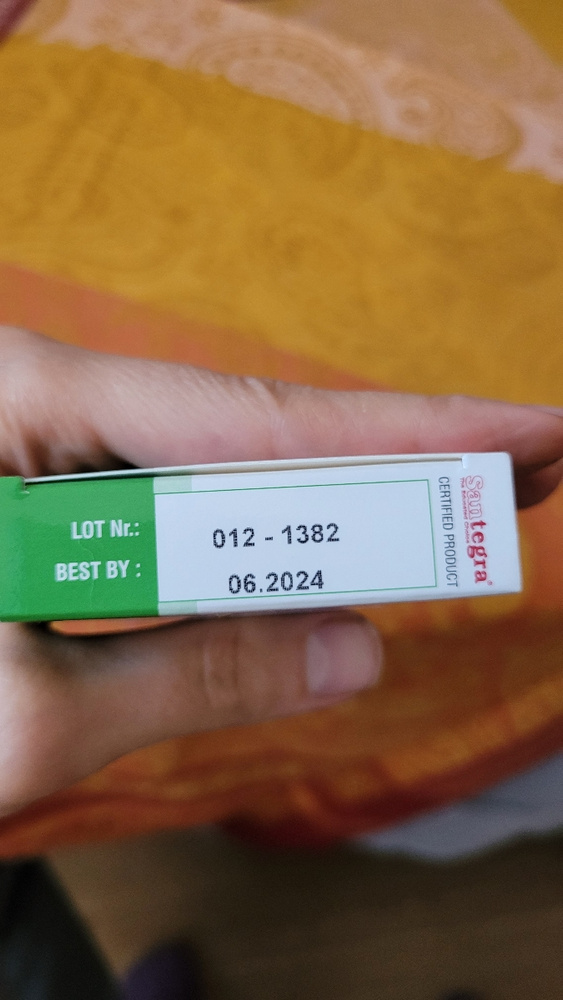 LOT Nr.: 012 - 1382
BEST BY : 06.2024
CERTIFIED PRODUCT
Santegra®